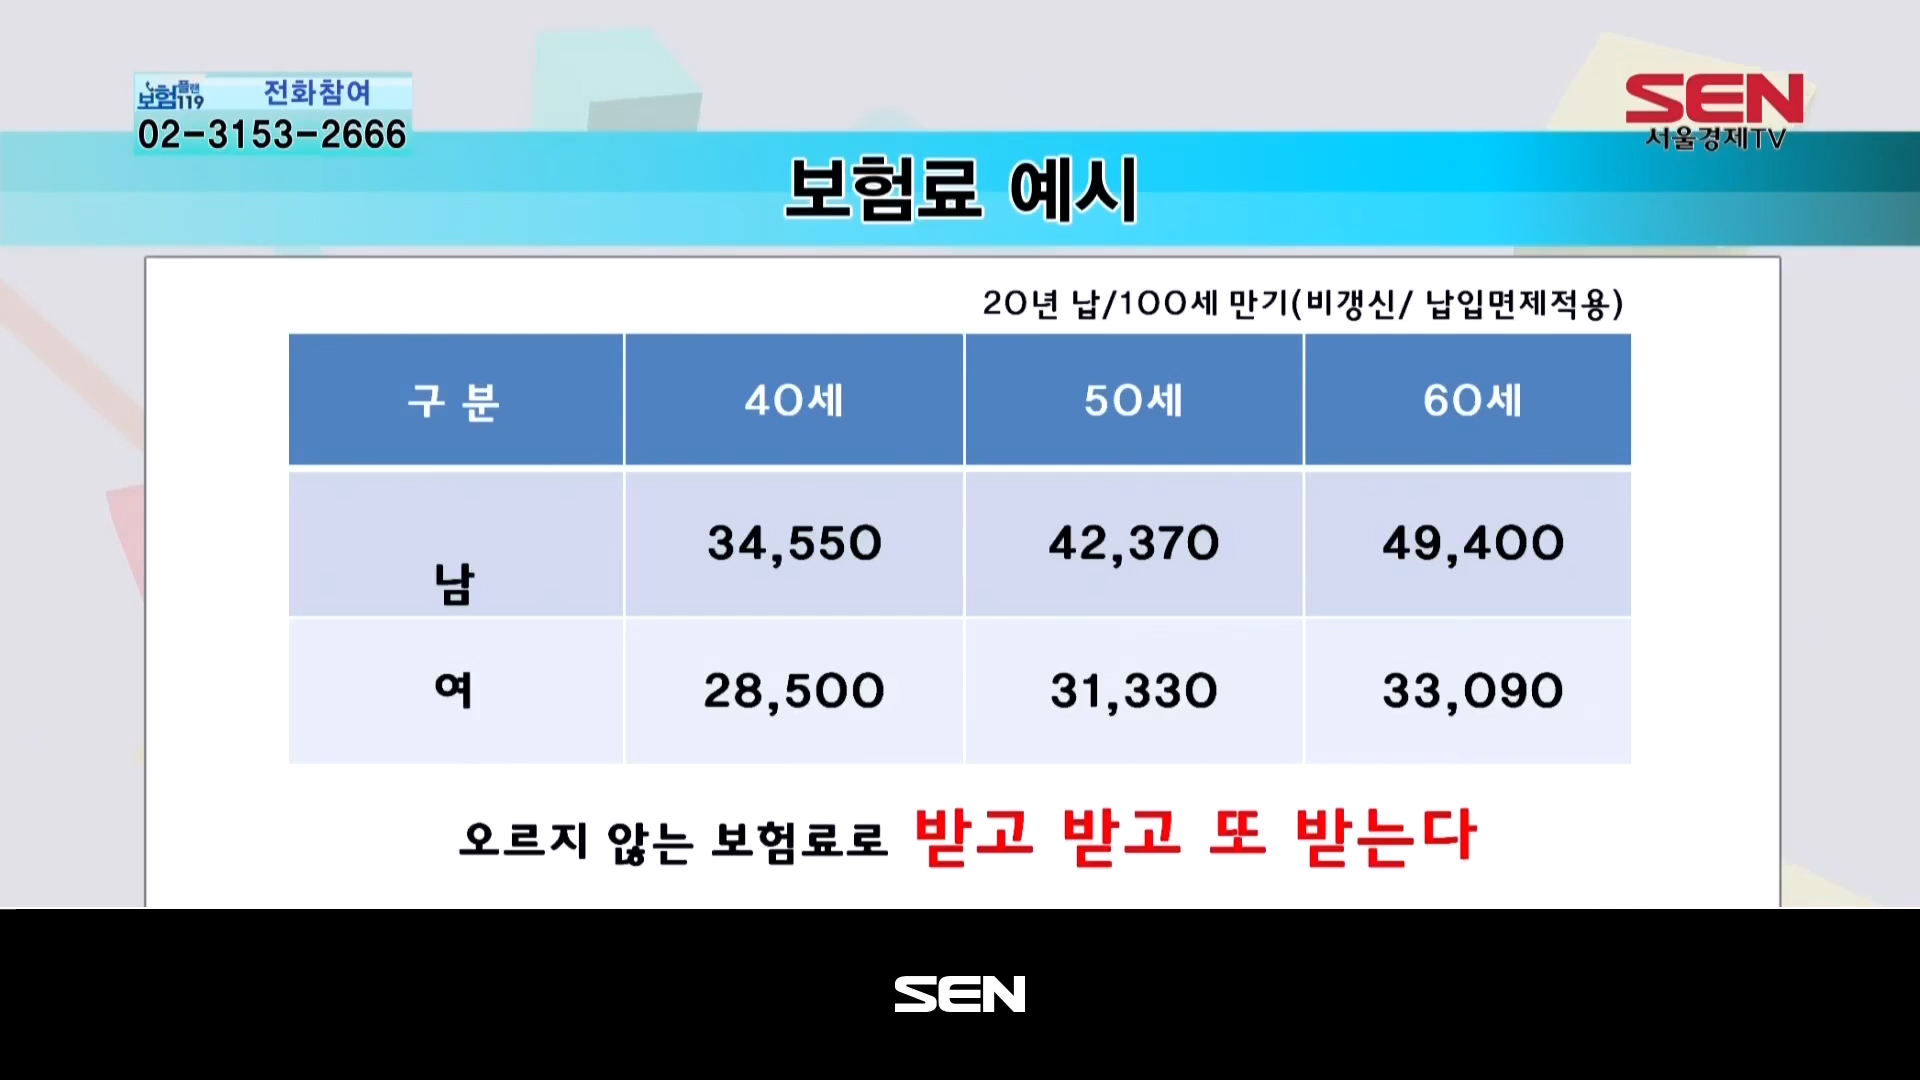 보험플랜119 전화참여
02-3153-2666
SEN
서울경제TV
보험료 예시
20년 납/100세 만기(비갱신/ 납입면제적용)
구 분 40세 50세 60세
남 34,550 42,370 49,400
여 28,500 31,330 33,090
오르지 않는 보험료로 받고 받고 또 받는다
SEN